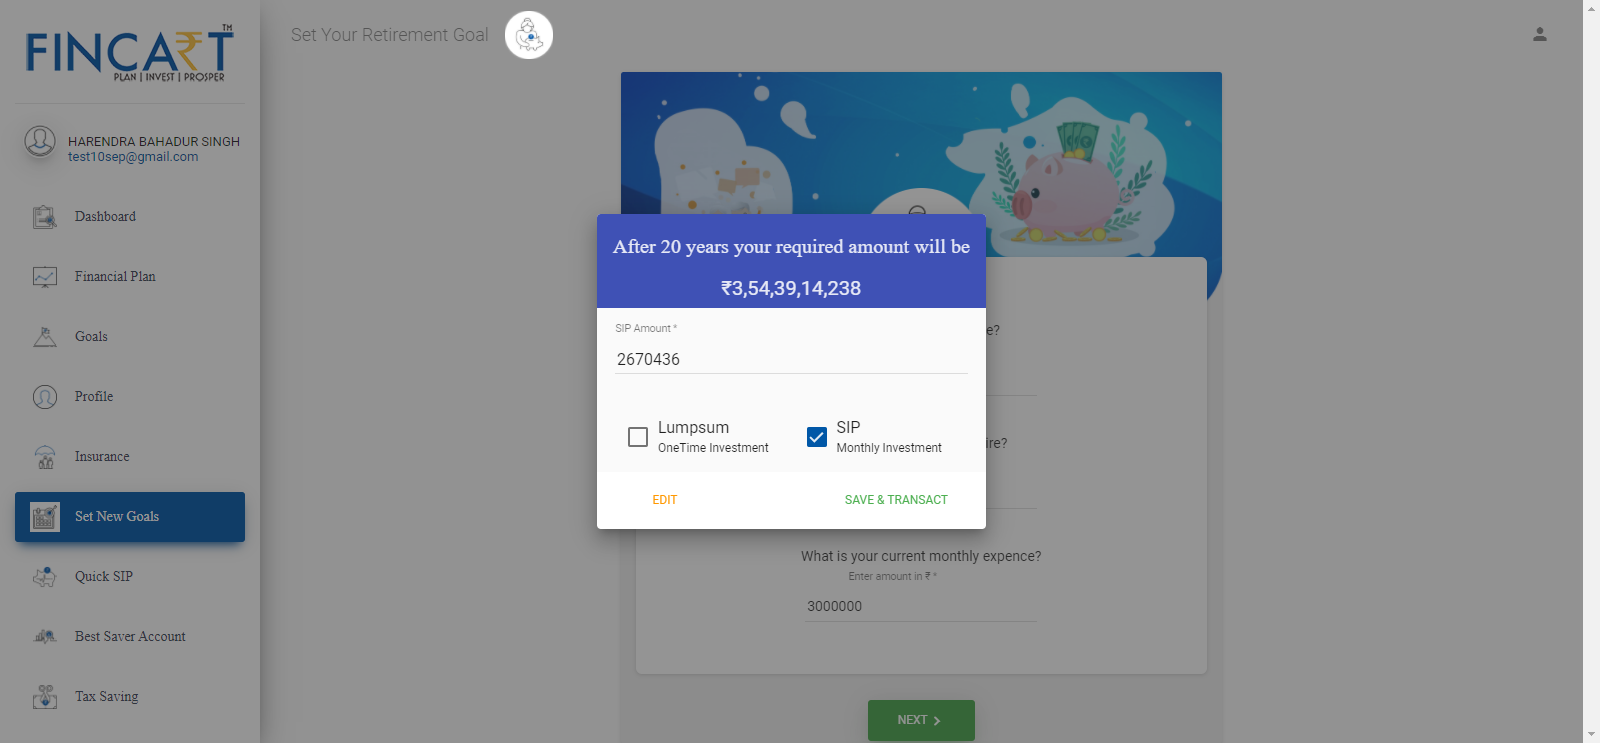 FINCART
TM
PLAN | INVEST | PROSPER
HARENDRA BAHADUR SINGH
test10sep@gmail.com
Dashboard
Financial Plan
Goals
Profile
Insurance
Set New Goals
Quick SIP
Best Saver Account
Tax Saving
Set Your Retirement Goal
After 20 years your required amount will be
₹3,54,39,14,238
SIP Amount *
2670436
Lumpsum
OneTime Investment
SIP
Monthly Investment
EDIT
SAVE & TRANSACT
What is your current monthly expence?
Enter amount in ₹ *
3000000
NEXT